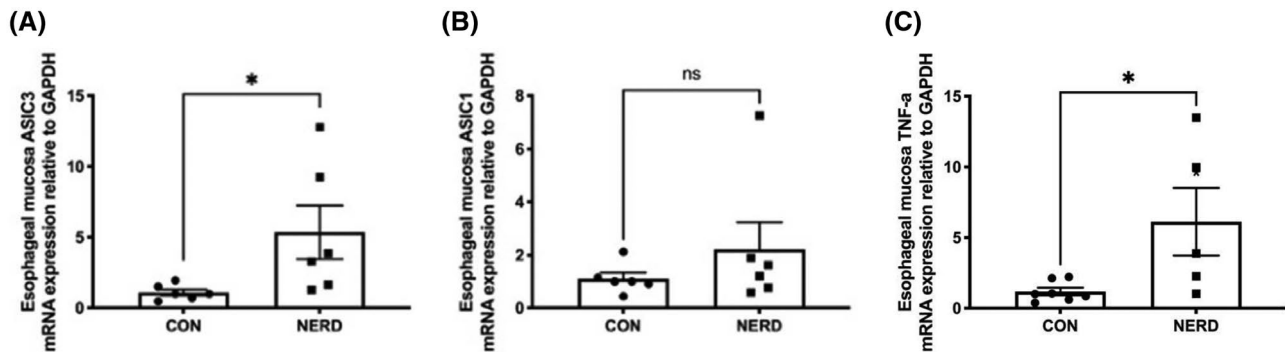 (A)
Esophageal mucosa ASIC3
mRNA expression relative to GAPDH
15
10
5
0
*
CON
NERD
(B)
Esophageal mucosa ASIC1
mRNA expression relative to GAPDH
8
6
4
2
0
ns
CON
NERD
(C)
Esophageal mucosa TNF-a
mRNA expression relative to GAPDH
15
10
5
0
*
CON
NERD